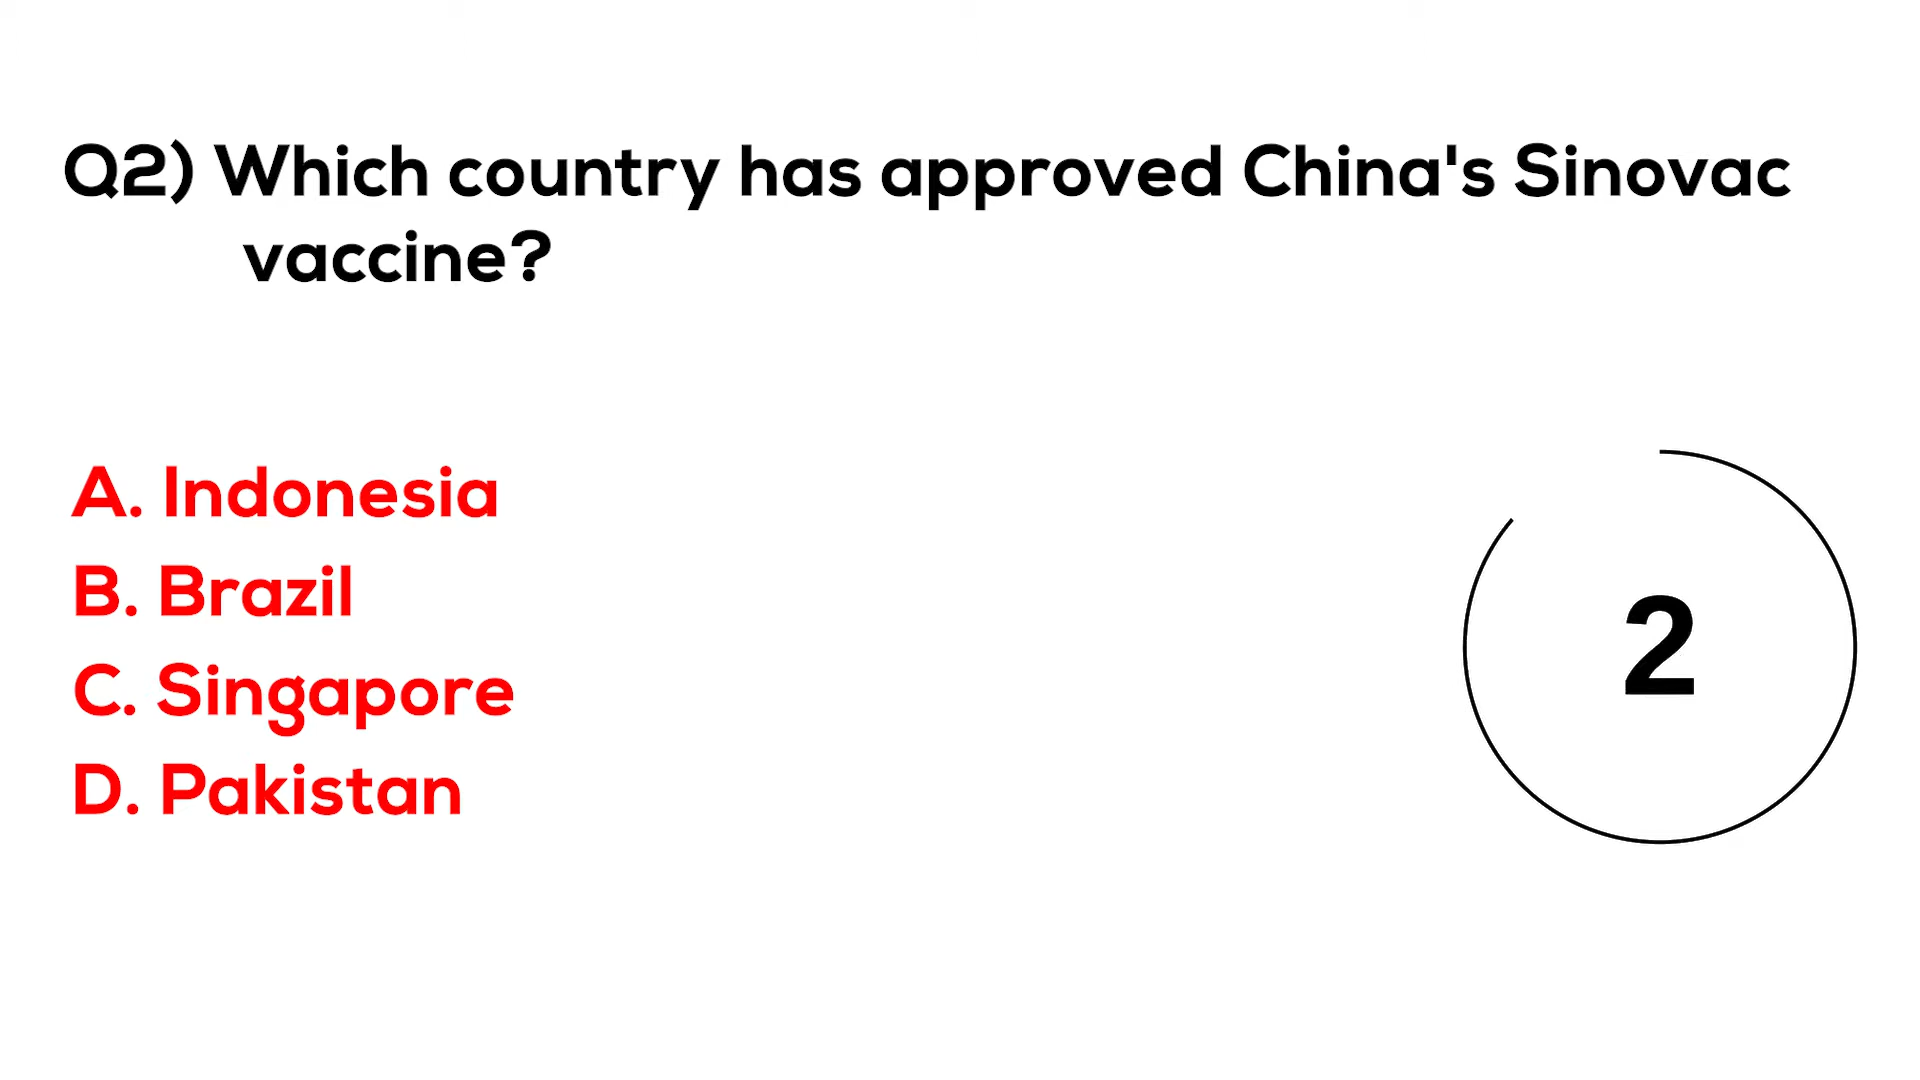 Q2) Which country has approved China's Sinovac
vaccine?
A. Indonesia
B. Brazil
C. Singapore
D. Pakistan
2